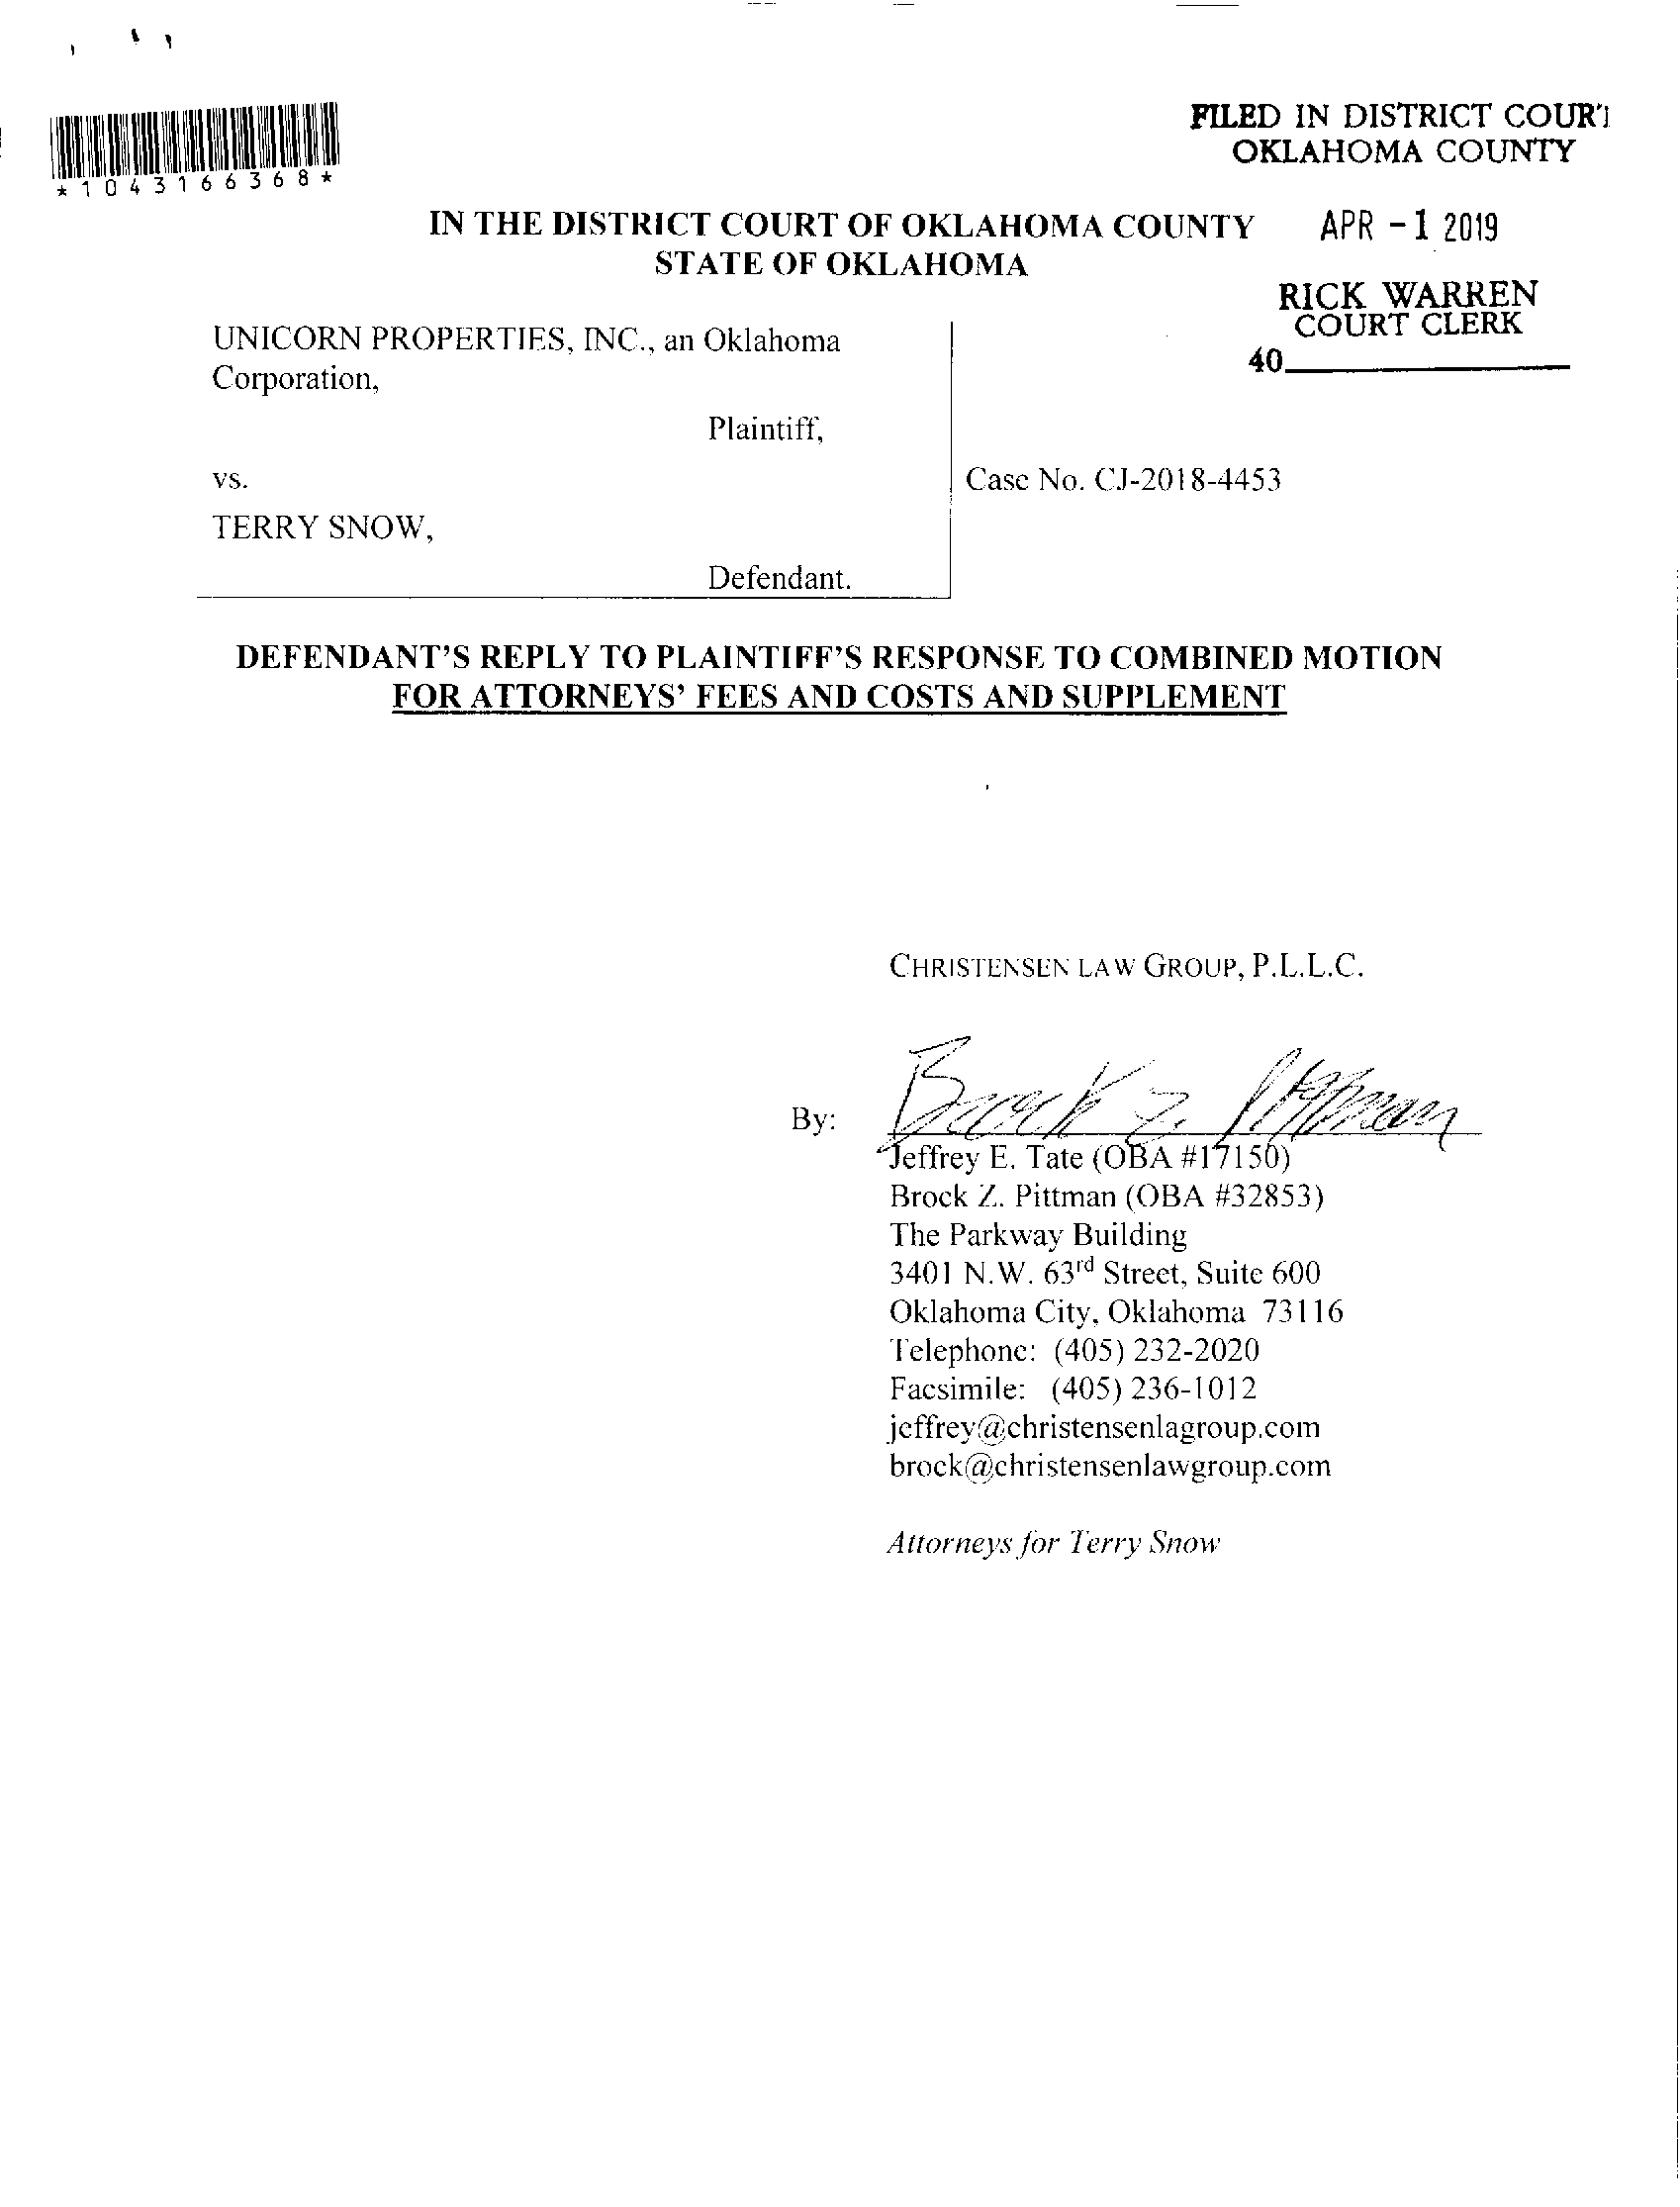 *1043166368*
FILED IN DISTRICT COURT
OKLAHOMA COUNTY
IN THE DISTRICT COURT OF OKLAHOMA COUNTY
STATE OF OKLAHOMA
APR -1 2019
RICK WARREN
COURT CLERK
40
UNICORN PROPERTIES, INC., an Oklahoma
Corporation,
Plaintiff,
vs.
Case No. CJ-2018-4453
TERRY SNOW,
Defendant.
DEFENDANT'S REPLY TO PLAINTIFF'S RESPONSE TO COMBINED MOTION
FOR ATTORNEYS' FEES AND COSTS AND SUPPLEMENT
CHRISTENSEN LAW GROUP, P.L.L.C.
By: Brock Z. Pittman
Jeffrey E. Tate (OBA #17150)
Brock Z. Pittman (OBA #32853)
The Parkway Building
3401 N.W. 63rd Street, Suite 600
Oklahoma City, Oklahoma 73116
Telephone: (405) 232-2020
Facsimile: (405) 236-1012
jeffrey@christensenlagroup.com
brock@christensenlawgroup.com
Attorneys for Terry Snow